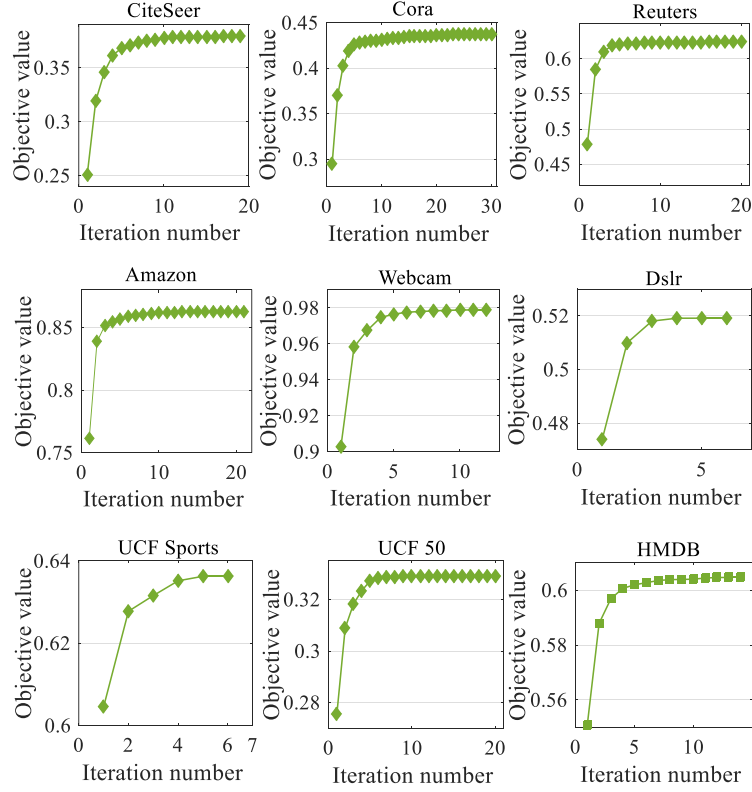 CiteSeer
Objective value
0.35
0.3
0.25
0 10 20
Iteration number
Cora
Objective value
0.45
0.4
0.35
0.3
0 10 20 30
Iteration number
Reuters
Objective value
0.6
0.55
0.5
0.45
0 10 20
Iteration number
Amazon
Objective value
0.85
0.8
0.75
0 10 20
Iteration number
Webcam
Objective value
0.98
0.96
0.94
0.92
0.9
0 5 10
Iteration number
Dslr
Objective value
0.52
0.5
0.48
0 5
Iteration number
UCF Sports
Objective value
0.64
0.62
0.6
2 4 6 7
Iteration number
UCF 50
Objective value
0.32
0.3
0.28
0 10 20
Iteration number
HMDB
Objective value
0.6
0.58
0.56
0 5 10 15
Iteration number